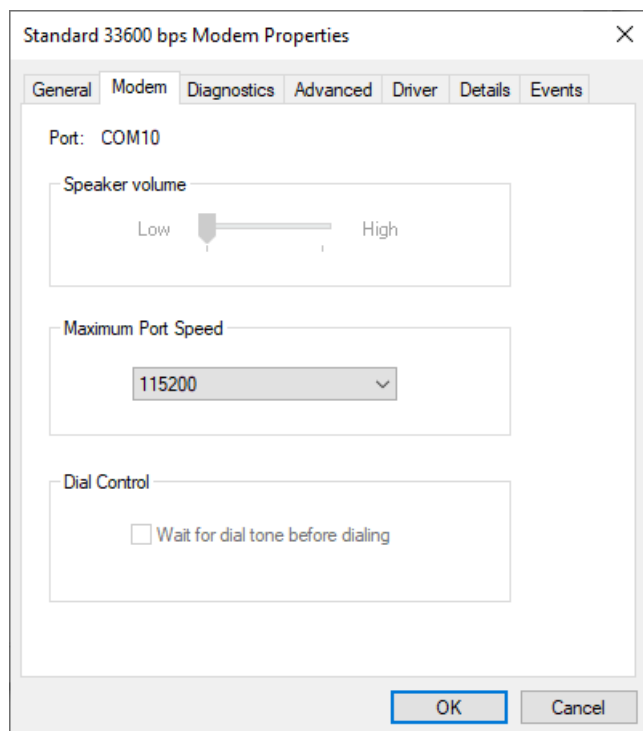 Standard 33600 bps Modem Properties
General Modem Diagnostics Advanced Driver Details Events
Port: COM10
Speaker volume
Low High
Maximum Port Speed
115200
Dial Control
Wait for dial tone before dialing
OK Cancel